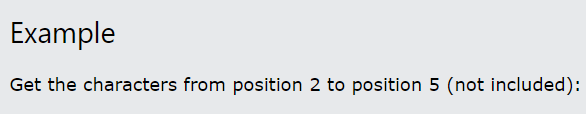 Example
Get the characters from position 2 to position 5 (not included):